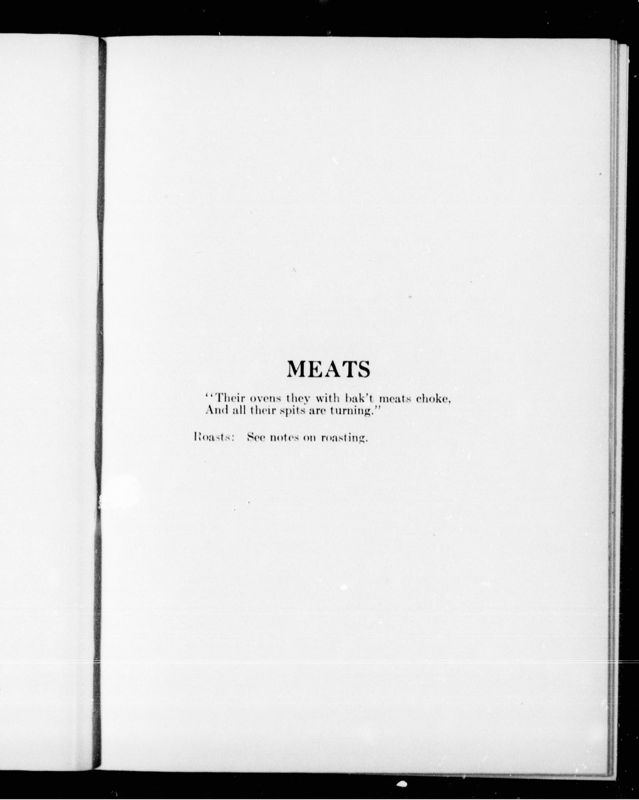 MEATS
"Their ovens they with bak't meats choke,
And all their spits are turning."
Roasts: See notes on roasting.